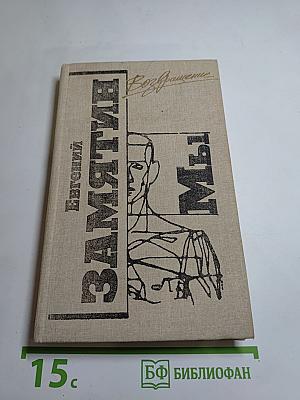 Возвращение
Евгений
ЗАМЯТИН
Мы
15с
БФ БИБЛИОФАН